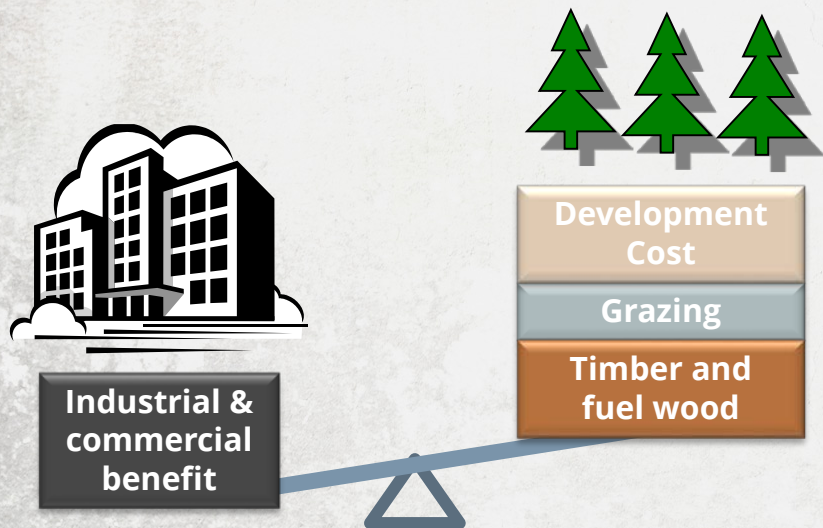 Development
Cost
Grazing
Timber and
fuel wood
Industrial &
commercial
benefit